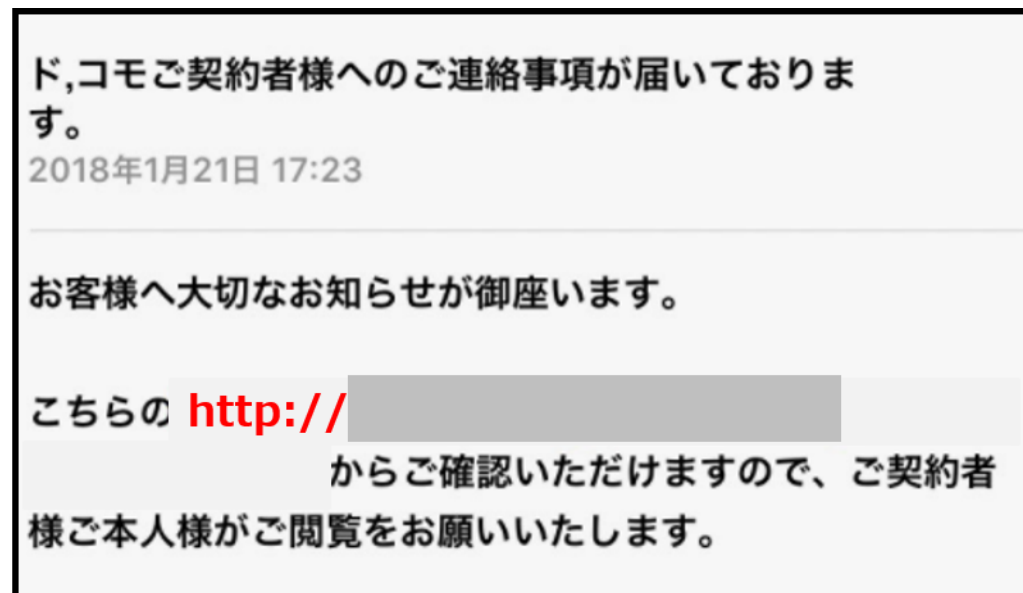 ド,コモご契約者様へのご連絡事項が届いておりま
す。
2018年1月21日 17:23
お客様へ大切なお知らせが御座います。
こちらの http://
からご確認いただけますので、ご契約者
様ご本人様がご閲覧をお願いいたします。